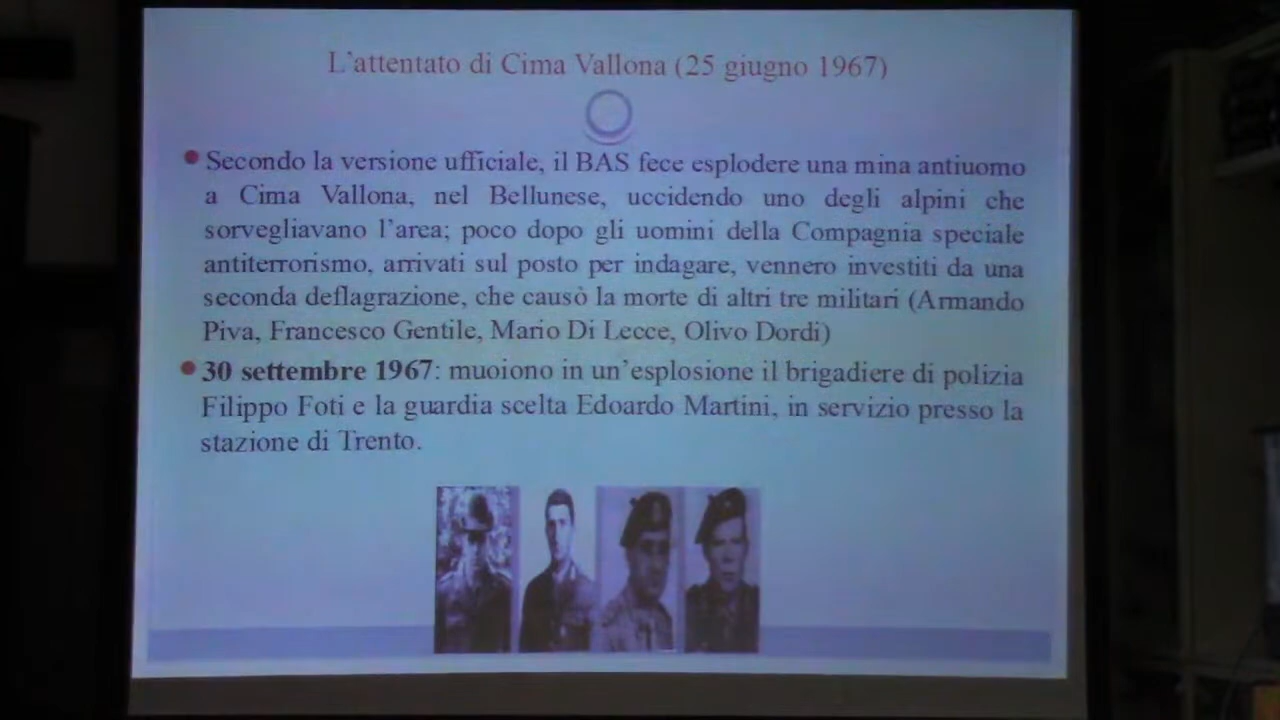 L'attentato di Cima Vallona (25 giugno 1967)
Secondo la versione ufficiale, il BAS fece esplodere una mina antiuomo
a Cima Vallona, nel Bellunese, uccidendo uno degli alpini che
sorvegliavano l'area; poco dopo gli uomini della Compagnia speciale
antiterrorismo, arrivati sul posto per indagare, vennero investiti da una
seconda deflagrazione, che causò la morte di altri tre militari (Armando
Piva, Francesco Gentile, Mario Di Lecce, Olivo Dordi)
30 settembre 1967: muoiono in un'esplosione il brigadiere di polizia
Filippo Foti e la guardia scelta Edoardo Martini, in servizio presso la
stazione di Trento.